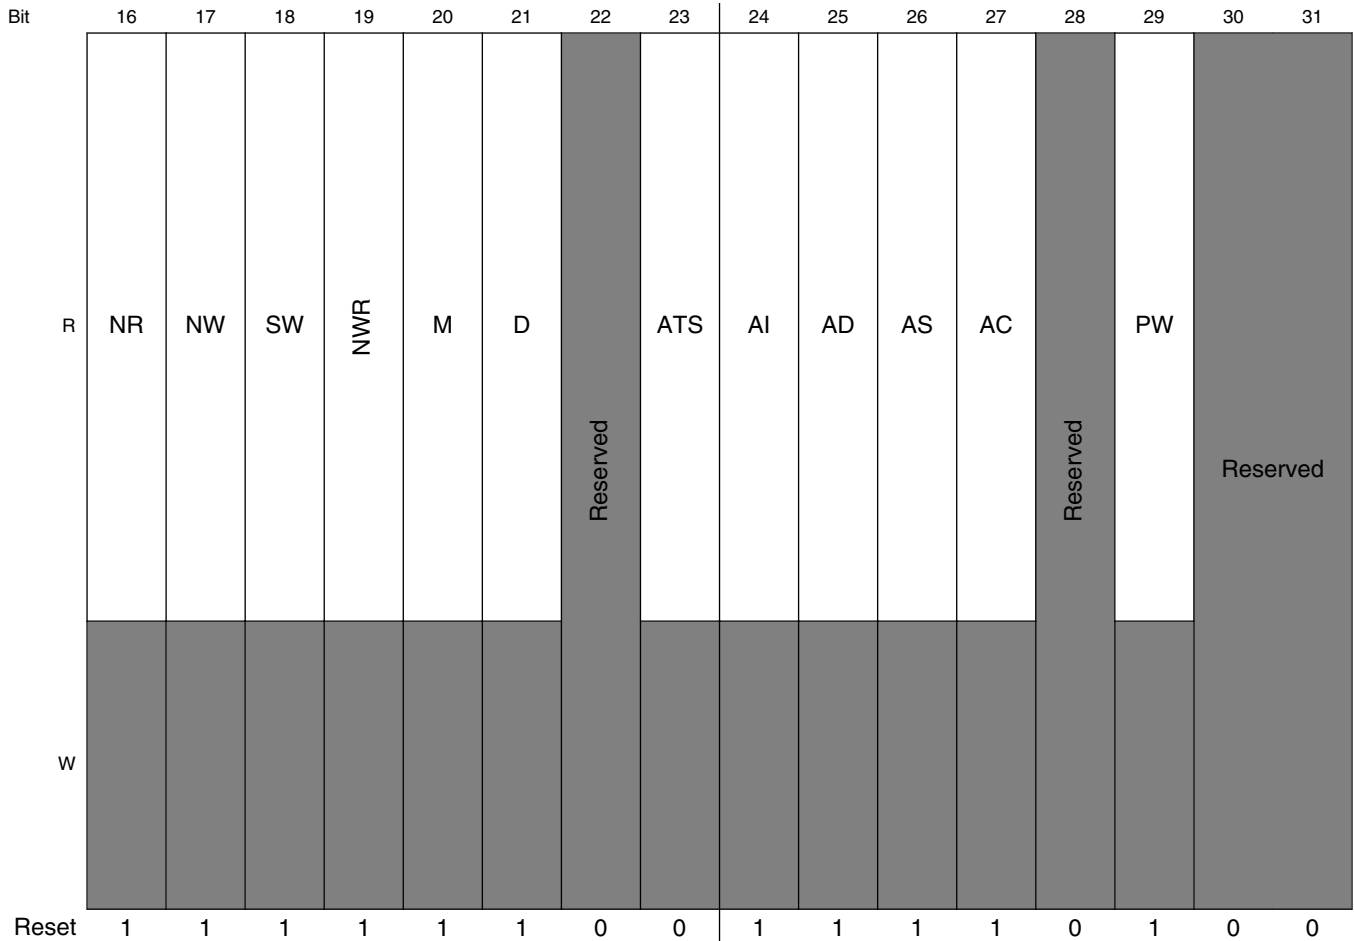 Bit 16 17 18 19 20 21 22 23 24 25 26 27 28 29 30 31
R NR NW SW NWR M D ATS AI AD AS AC PW
Reserved Reserved Reserved
W
Reset 1 1 1 1 1 1 0 0 1 1 1 1 0 1 0 0